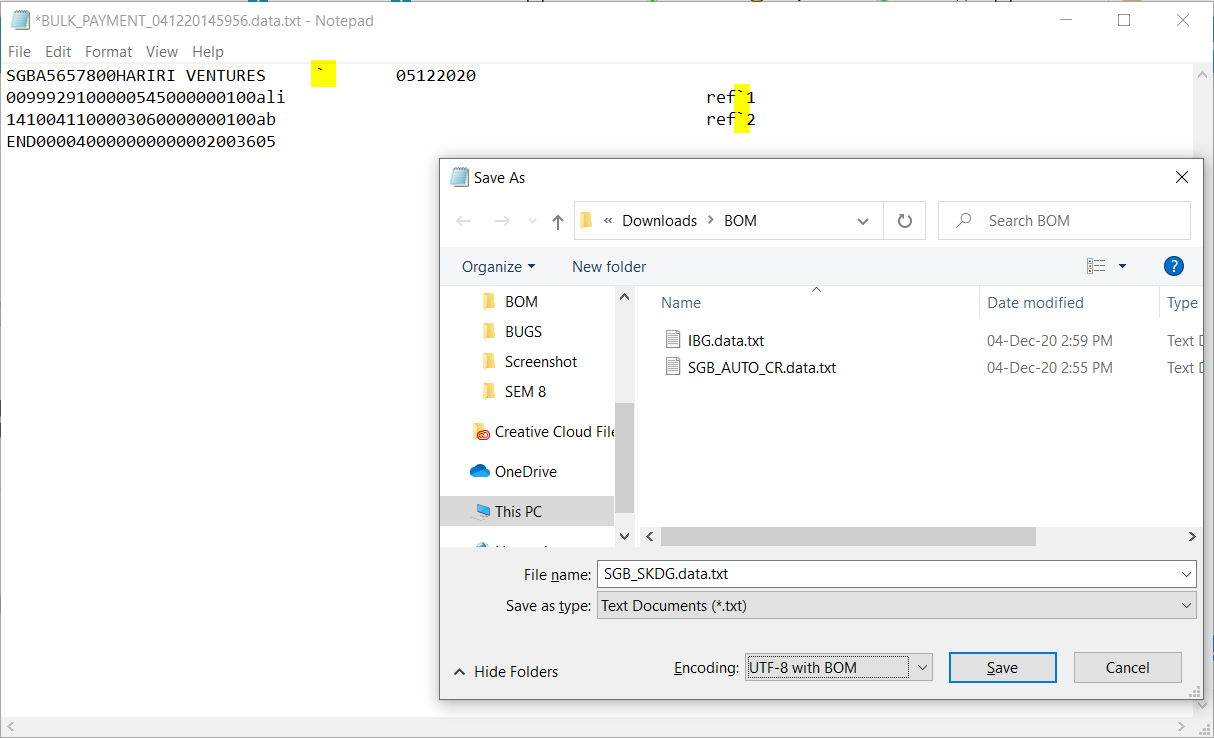 *BULK_PAYMENT_041220145956.data.txt - Notepad
File Edit Format View Help
SGBA5657800HARIRI VENTURES ` 05122020
0099929100000545000000100ali ref`1
1410041100003060000000100ab ref`2
END000040000000000002003605
Save As
« Downloads > BOM
Search BOM
Organize
New folder
?
BOM
BUGS
Screenshot
SEM 8
Creative Cloud File
OneDrive
This PC
Name Date modified Type
IBG.data.txt 04-Dec-20 2:59 PM Text D
SGB_AUTO_CR.data.txt 04-Dec-20 2:55 PM Text D
File name: SGB_SKDG.data.txt
Save as type: Text Documents (*.txt)
Hide Folders
Encoding: UTF-8 with BOM
Save
Cancel